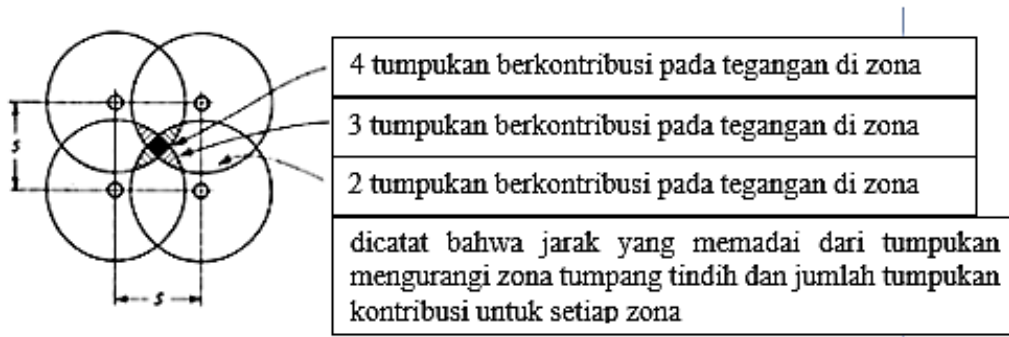 4 tumpukan berkontribusi pada tegangan di zona
3 tumpukan berkontribusi pada tegangan di zona
s
2 tumpukan berkontribusi pada tegangan di zona
dicatat bahwa jarak yang memadai dari tumpukan
mengurangi zona tumpang tindih dan jumlah tumpukan
s
kontribusi untuk setiap zona